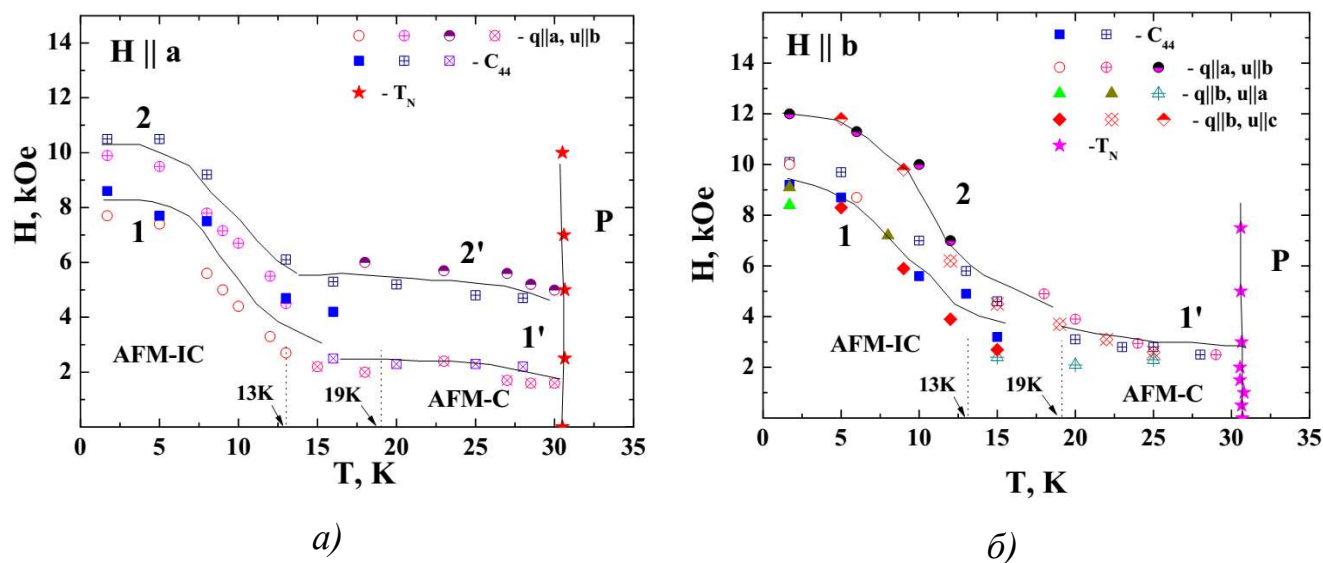 H || a
- q||a, u||b
- C₄₄
- T_N
2
1
2'
1'
P
AFM-IC
AFM-C
13K
19K
H, kOe
14
12
10
8
6
4
2
0 5 10 15 20 25 30 35
T, K
а)
H || b
- C₄₄
- q||a, u||b
- q||b, u||a
- q||b, u||c
-T_N
2
1
1'
P
AFM-IC
AFM-C
13K
19K
H, kOe
14
12
10
8
6
4
2
0 5 10 15 20 25 30 35
T, K
б)